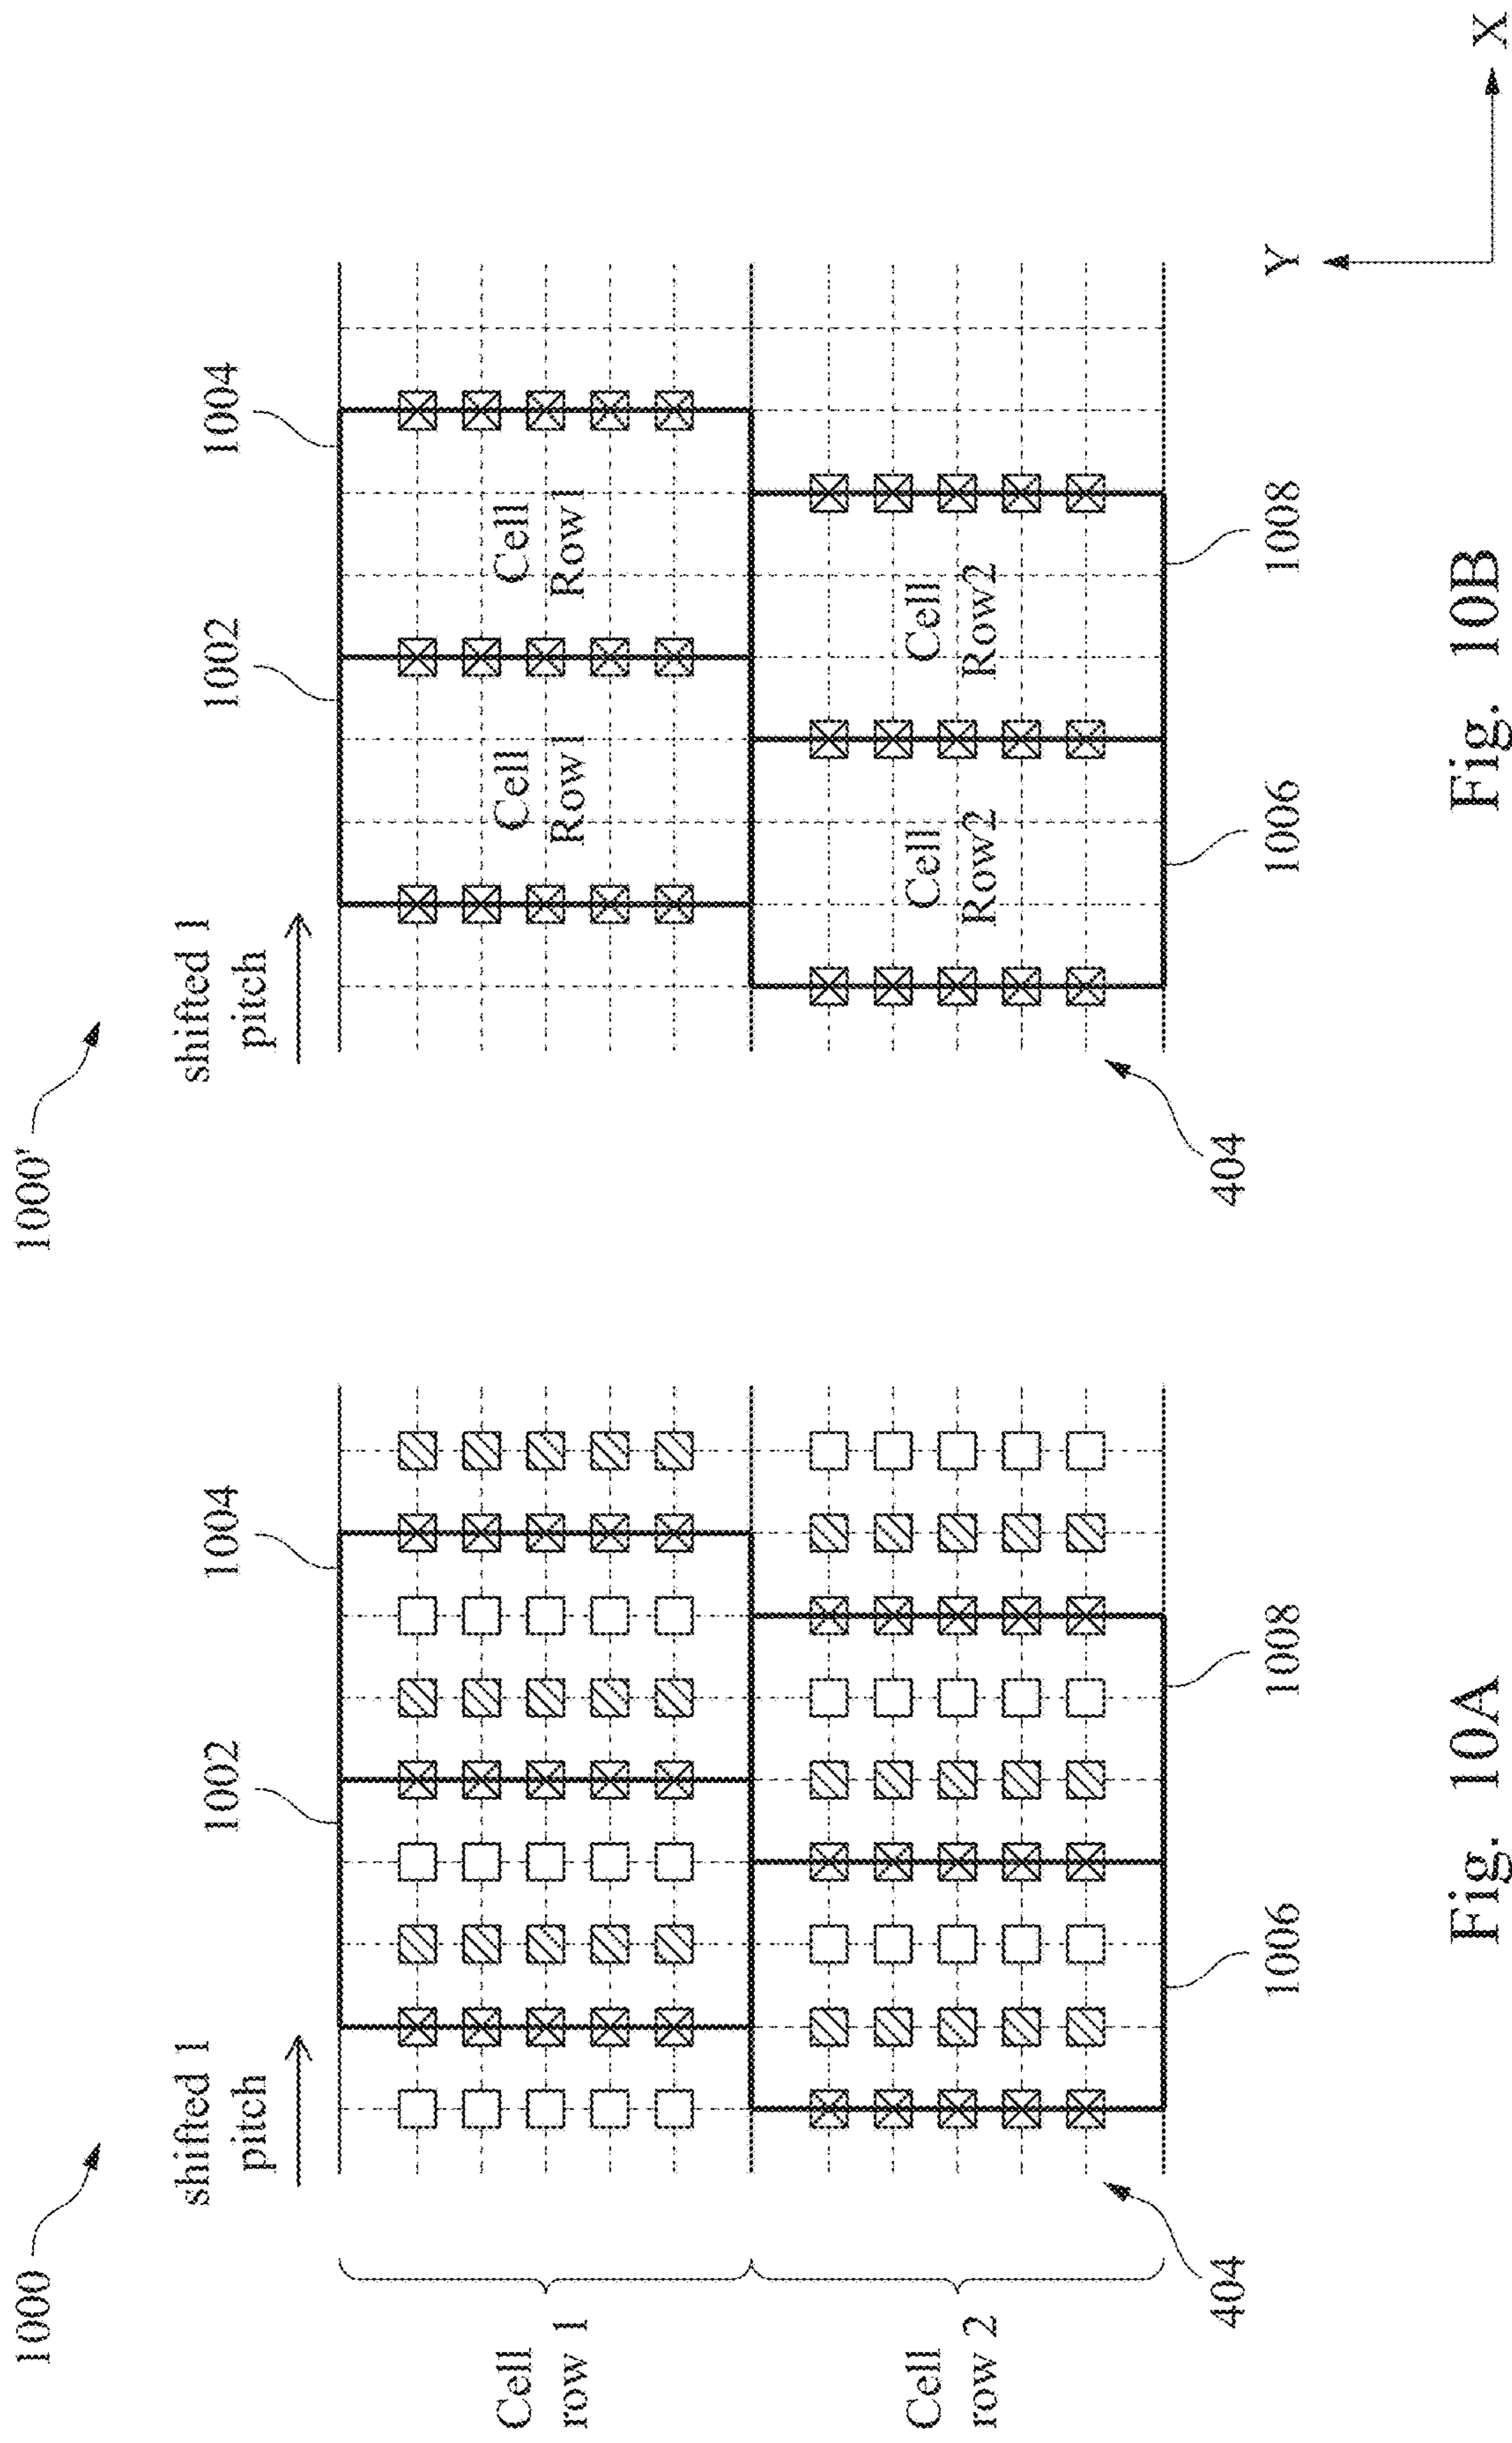 1000
shifted 1
pitch
1002
1004
Cell
row 1
Cell
row 2
404
1006
1008
Fig. 10A
1000'
shifted 1
pitch
1002
1004
Cell
Row1
Cell
Row1
Cell
Row2
Cell
Row2
404
1006
1008
Y
X
Fig. 10B